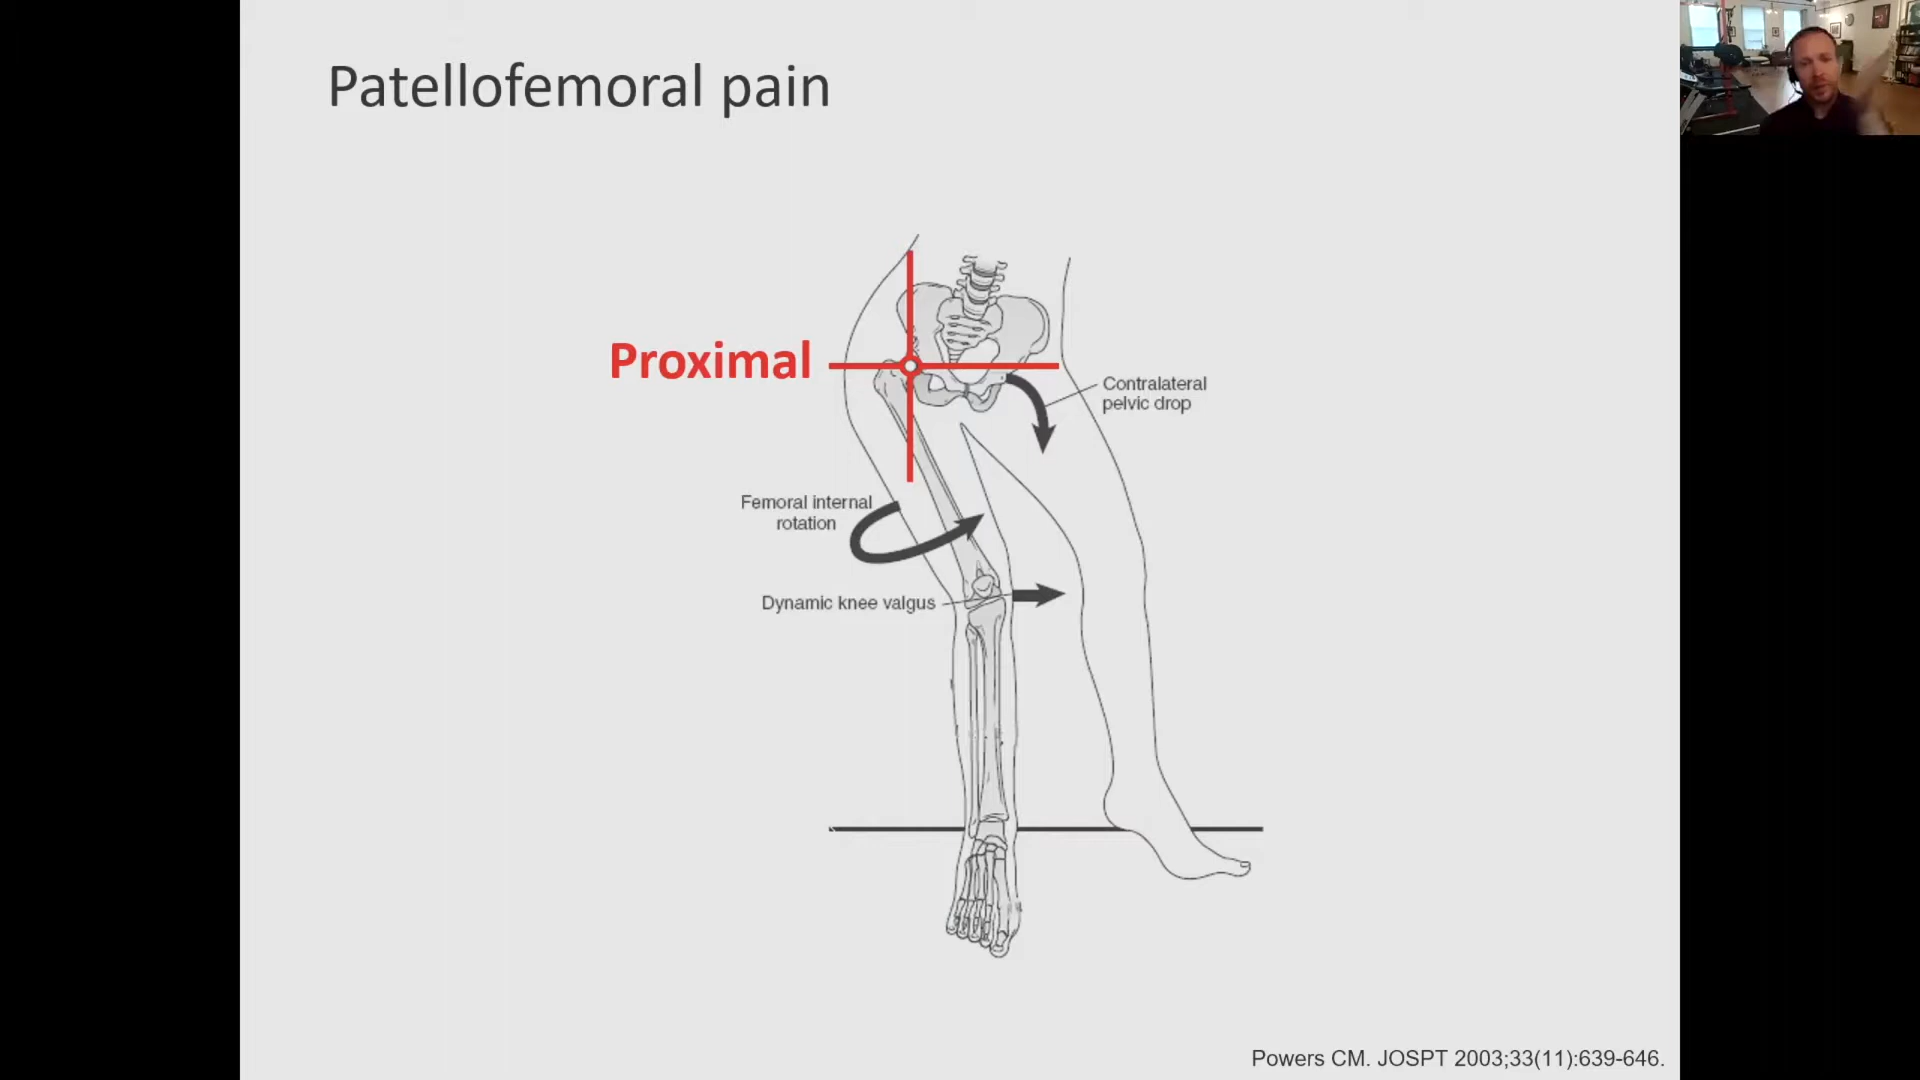 Patellofemoral pain
Proximal
Contralateral
pelvic drop
Femoral internal
rotation
Dynamic knee valgus
Powers CM. JOSPT 2003;33(11):639-646.